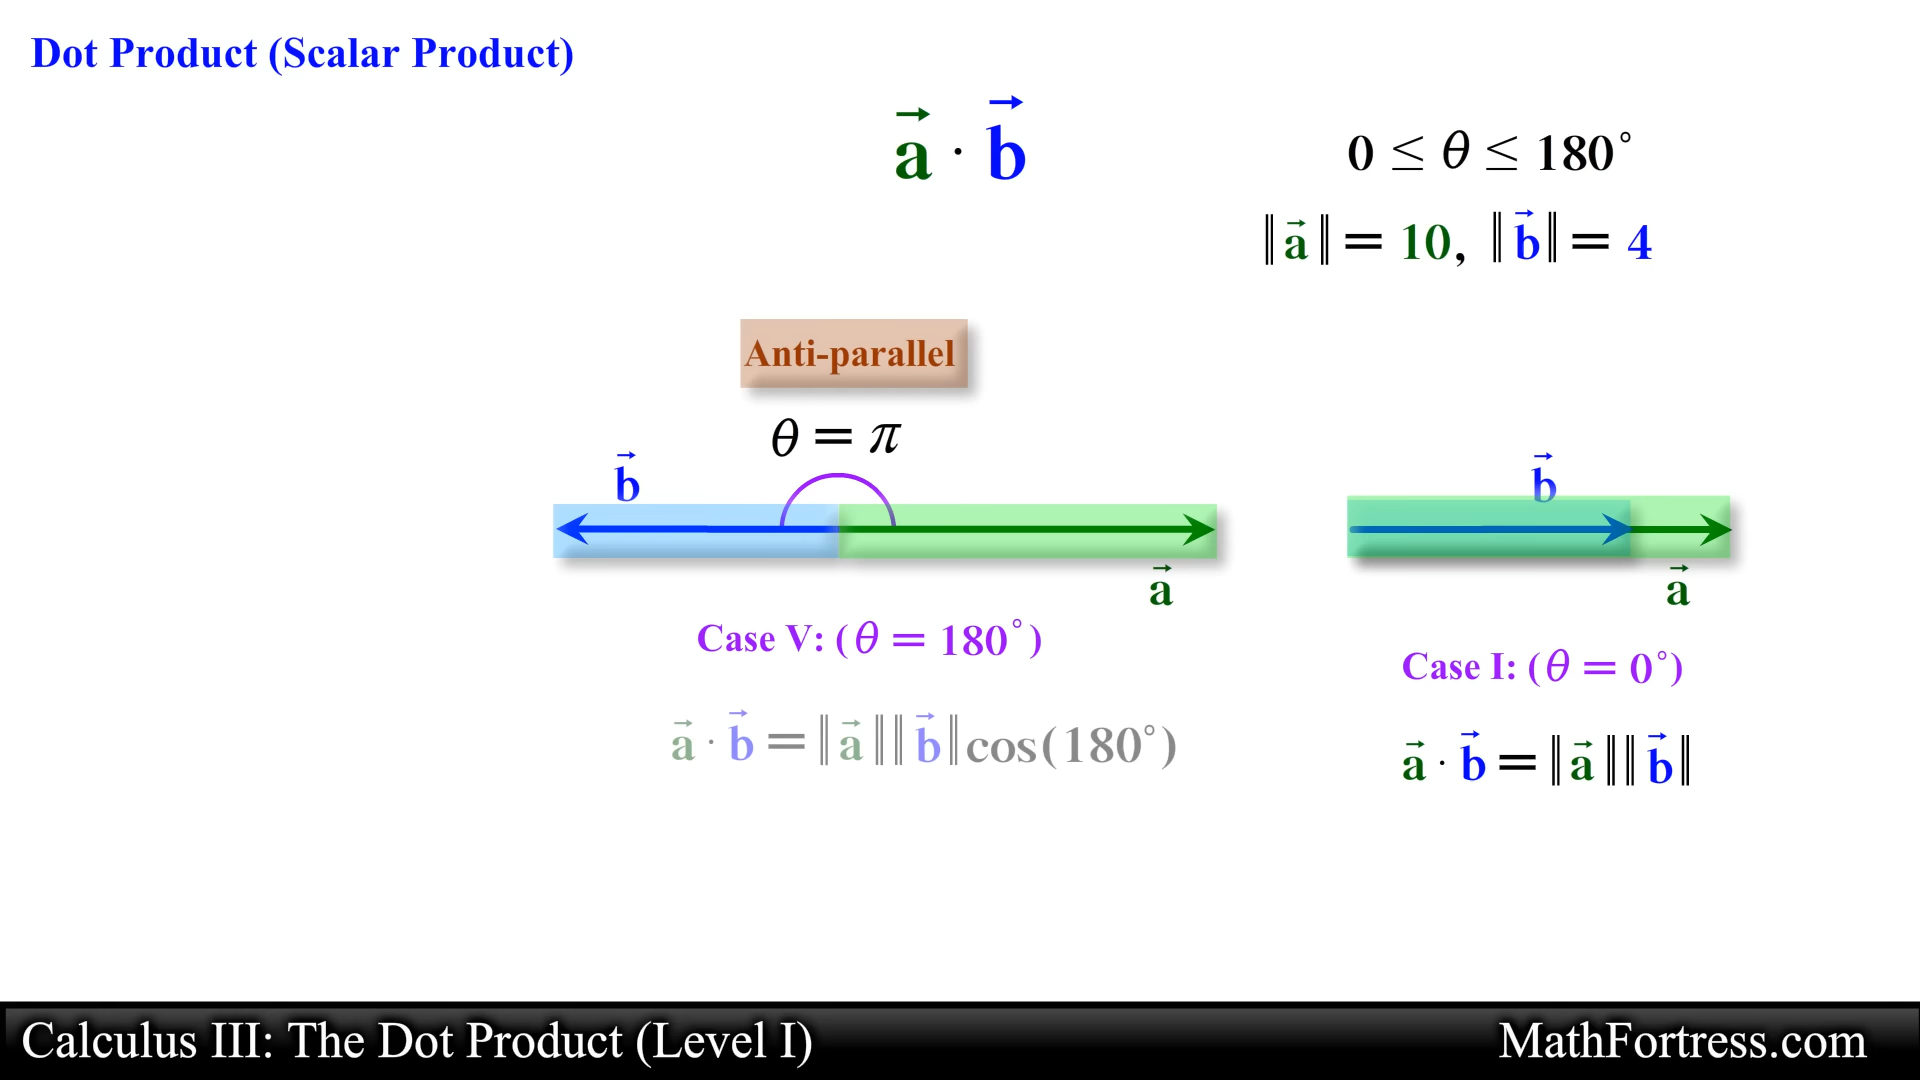 Dot Product (Scalar Product)
a⃗ · b⃗
0 ≤ θ ≤ 180°
‖a⃗‖ = 10, ‖b⃗‖ = 4
Anti-parallel
θ = π
b⃗
a⃗
Case V: (θ = 180°)
a⃗ · b⃗ = ‖a⃗‖‖b⃗‖cos(180°)
b⃗
a⃗
Case I: (θ = 0°)
a⃗ · b⃗ = ‖a⃗‖‖b⃗‖
Calculus III: The Dot Product (Level I)
MathFortress.com